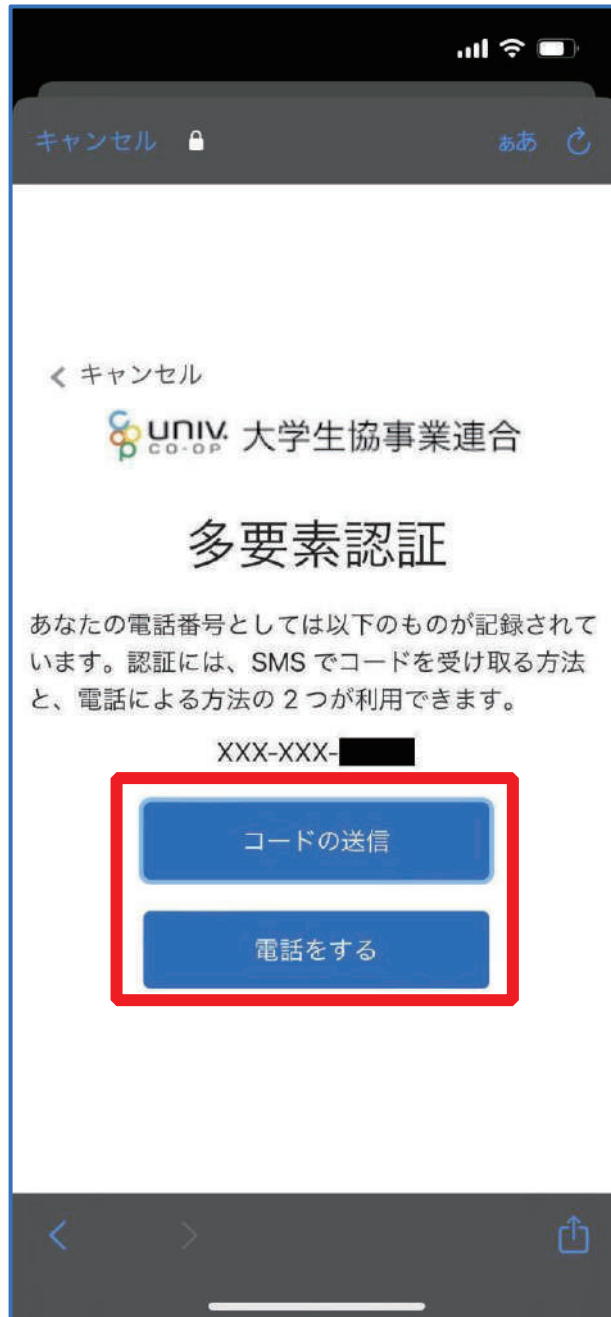 キャンセル ぁあ
キャンセル
univ. CO-OP 大学生協事業連合
多要素認証
あなたの電話番号としては以下のものが記録されて
います。認証には、SMS でコードを受け取る方法
と、電話による方法の 2 つが利用できます。
XXX-XXX-
コードの送信
電話をする